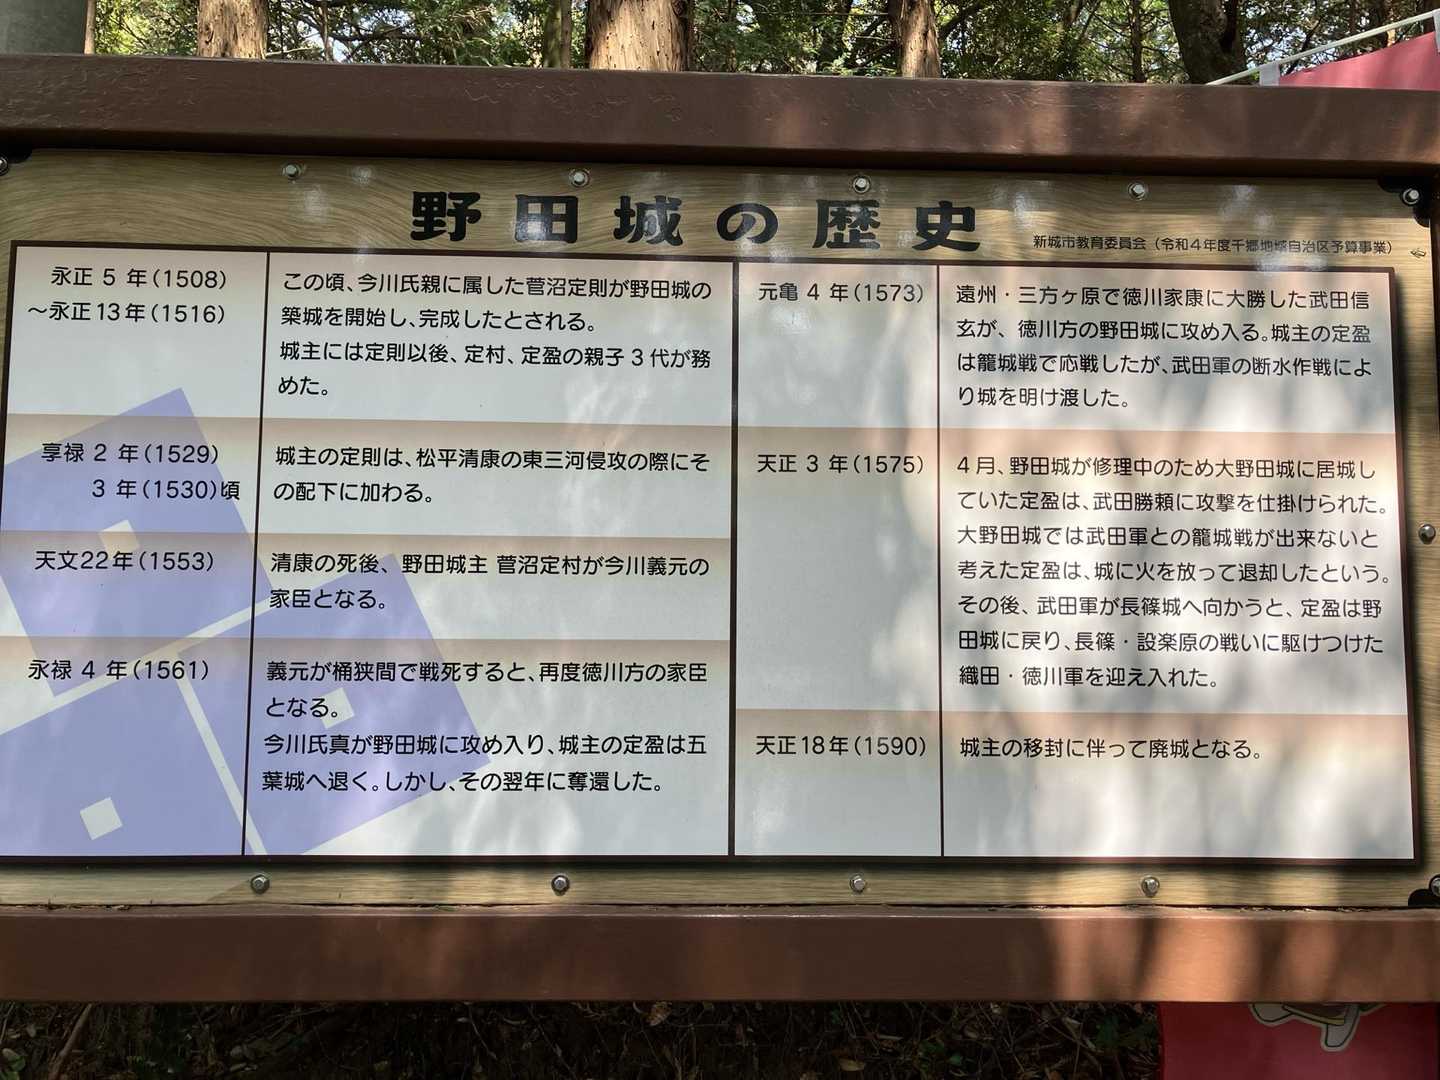 野田城の歴史
新城市教育委員会(令和4年度千郷地域自治区予算事業)
永正 5 年(1508)
～永正13年(1516)
この頃、今川氏親に属した菅沼定則が野田城の
築城を開始し、完成したとされる。
城主には定則以後、定村、定盈の親子 3 代が務
めた。
享禄 2 年(1529)
3 年(1530)頃
城主の定則は、松平清康の東三河侵攻の際にそ
の配下に加わる。
天文22年(1553)
清康の死後、野田城主 菅沼定村が今川義元の
家臣となる。
永禄 4 年(1561)
義元が桶狭間で戦死すると、再度徳川方の家臣
となる。
今川氏真が野田城に攻め入り、城主の定盈は五
葉城へ退く。しかし、その翌年に奪還した。
元亀 4 年(1573)
遠州・三方ヶ原で徳川家康に大勝した武田信
玄が、徳川方の野田城に攻め入る。城主の定盈
は籠城戦で応戦したが、武田軍の断水作戦によ
り城を明け渡した。
天正 3 年(1575)
4 月、野田城が修理中のため大野田城に居城し
ていた定盈は、武田勝頼に攻撃を仕掛けられた。
大野田城では武田軍との籠城戦が出来ないと
考えた定盈は、城に火を放って退却したという。
その後、武田軍が長篠城へ向かうと、定盈は野
田城に戻り、長篠・設楽原の戦いに駆けつけた
織田・徳川軍を迎え入れた。
天正18年(1590)
城主の移封に伴って廃城となる。